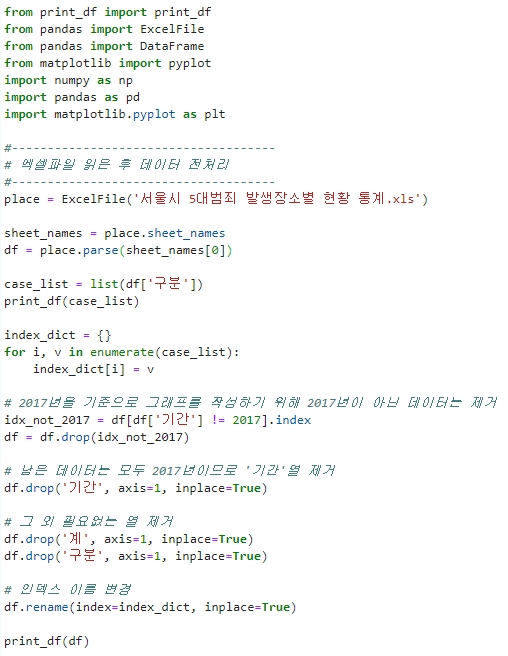 from print_df import print_df
from pandas import ExcelFile
from pandas import DataFrame
from matplotlib import pyplot
import numpy as np
import pandas as pd
import matplotlib.pyplot as plt
#-------------------------------------
# 엑셀파일 읽은 후 데이터 전처리
#-------------------------------------
place = ExcelFile('서울시 5대범죄 발생장소별 현황 통계.xls')
sheet_names = place.sheet_names
df = place.parse(sheet_names[0])
case_list = list(df['구분'])
print_df(case_list)
index_dict = {}
for i, v in enumerate(case_list):
    index_dict[i] = v
# 2017년을 기준으로 그래프를 작성하기 위해 2017년이 아닌 데이터는 제거
idx_not_2017 = df[df['기간'] != 2017].index
df = df.drop(idx_not_2017)
# 남은 데이터는 모두 2017년이므로 '기간'열 제거
df.drop('기간', axis=1, inplace=True)
# 그 외 필요없는 열 제거
df.drop('계', axis=1, inplace=True)
df.drop('구분', axis=1, inplace=True)
# 인덱스 이름 변경
df.rename(index=index_dict, inplace=True)
print_df(df)